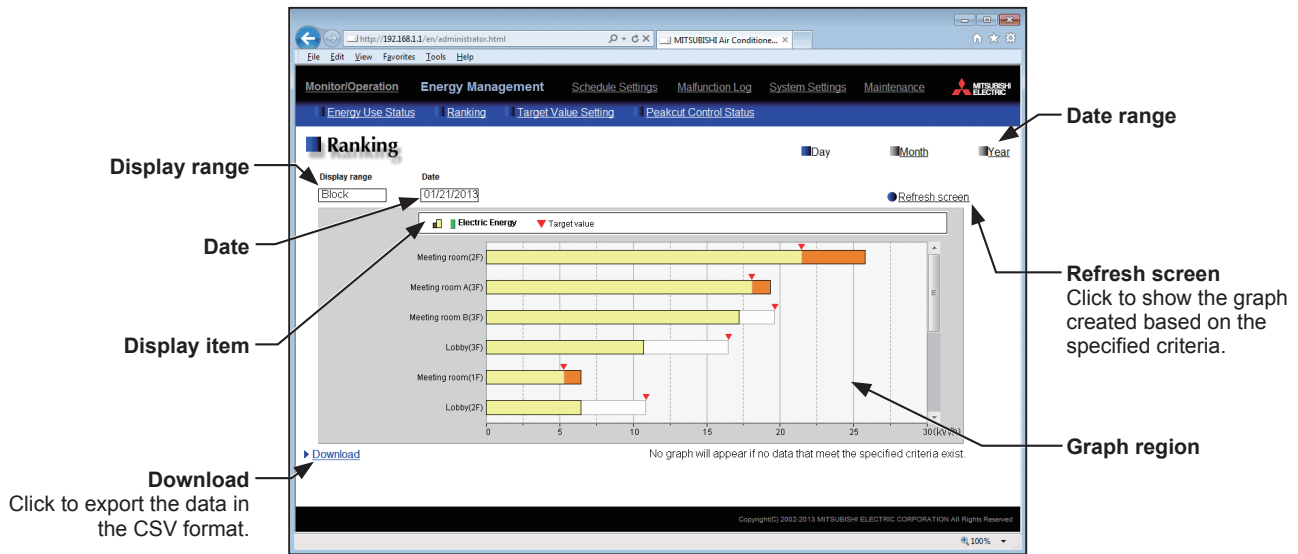 http://192.168.1.1/en/administrator.html
MITSUBISHI Air Conditione...
File Edit View Favorites Tools Help
Monitor/Operation Energy Management Schedule Settings Malfunction Log System Settings Maintenance MITSUBISHI ELECTRIC
Energy Use Status Ranking Target Value Setting Peakcut Control Status
Date range
Ranking
Day Month Year
Display range
Display range Date
Block 01/21/2013
Refresh screen
Electric Energy Target value
Date
Meeting room(2F)
Meeting room A(3F)
Refresh screen
Click to show the graph
created based on the
specified criteria.
Meeting room B(3F)
Display item
Lobby(3F)
Meeting room(1F)
Lobby(2F)
0 5 10 15 20 25 30(kWh)
Graph region
Download
No graph will appear if no data that meet the specified criteria exist.
Download
Click to export the data in
the CSV format.
Copyright(C) 2002-2013 MITSUBISHI ELECTRIC CORPORATION All Rights Reserved
100%